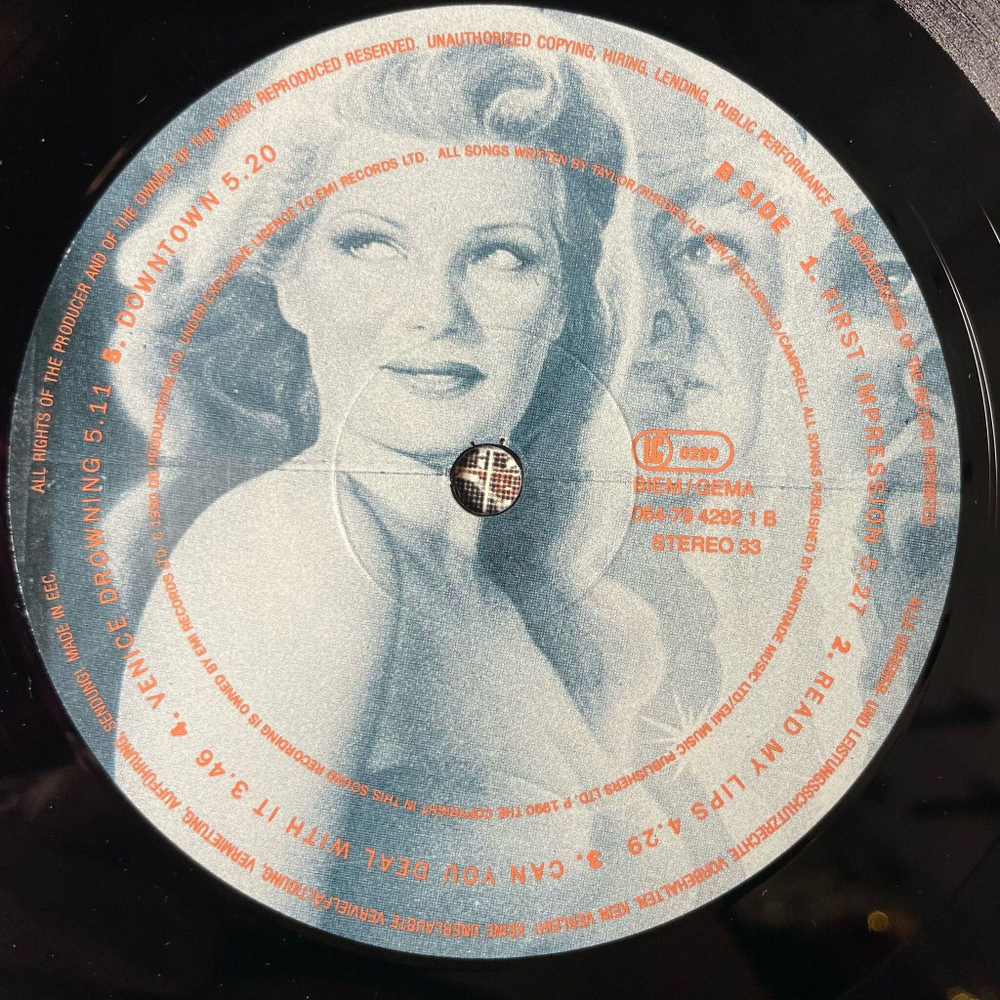 ALL RIGHTS OF THE PRODUCER AND OF THE OWNER OF THE WORK REPRODUCED RESERVED. UNAUTHORIZED COPYING, HIRING, LENDING, PUBLIC PERFORMANCE AND BROADCASTING OF THE RECORD PROHIBITED
ALLE URHEBER- UND LEISTUNGSSCHUTZRECHTE VORBEHALTEN. KEIN VERLEIH! KEINE UNERLAUBTE VERVIELFÄLTIGUNG, VERMIETUNG, AUFFÜHRUNG, SENDUNG! MADE IN EEC.
B SIDE
1. FIRST IMPRESSION 5.27
2. READ MY LIPS 4.29
3. CAN YOU DEAL WITH IT 3.46
4. VENICE DROWNING 5.11
5. DOWNTOWN 5.20
ALL SONGS WRITTEN BY TAYLOR/RHODES/LE BON/CUCCURULLO/CAMPBELL. ALL SONGS PUBLISHED BY SKINTRADE MUSIC LTD/EMI MUSIC PUBLISHERS LTD. P 1990 THE COPYRIGHT IN THIS SOUND RECORDING IS OWNED BY EMI RECORDS LTD. C 1990 DD PRODUCTIONS LTD. UNDER EXCLUSIVE LICENSE TO EMI RECORDS LTD.
LC 0299
BIEM/GEMA
064-79 4292 1 B
STEREO 33